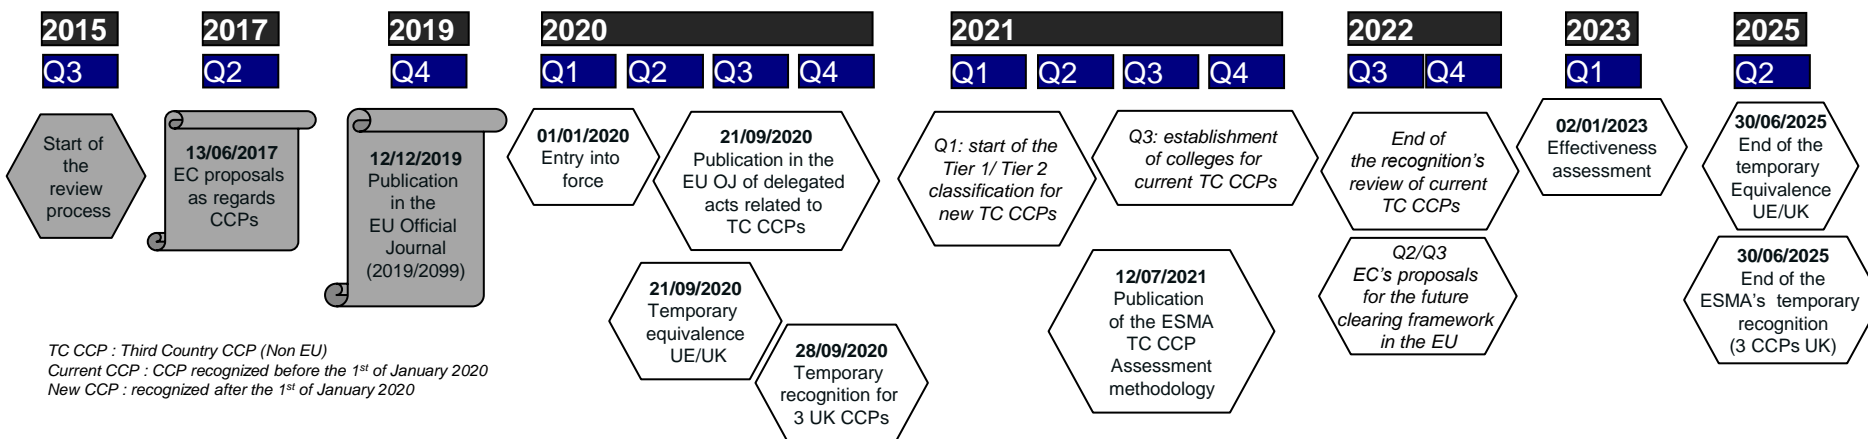 2015
2017
2019
2020
2021
2022
2023
2025
Q3
Q2
Q4
Q1
Q2
Q3
Q4
Q1
Q2
Q3
Q4
Q3
Q4
Q1
Q2
Start of
the
review
process
13/06/2017
EC proposals
as regards
CCPs
12/12/2019
Publication
in the
EU Official
Journal
(2019/2099)
01/01/2020
Entry into
force
21/09/2020
Publication in the
EU OJ of delegated
acts related to
TC CCPs
21/09/2020
Temporary
equivalence
UE/UK
28/09/2020
Temporary
recognition for
3 UK CCPs
Q1: start of the
Tier 1/ Tier 2
classification for
new TC CCPs
Q3: establishment
of colleges for
current TC CCPs
12/07/2021
Publication
of the ESMA
TC CCP
Assessment
methodology
End of
the recognition's
review of current
TC CCPs
Q2/Q3
EC's proposals
for the future
clearing framework
in the EU
02/01/2023
Effectiveness
assessment
30/06/2025
End of the
temporary
Equivalence
UE/UK
30/06/2025
End of the
ESMA's temporary
recognition
(3 CCPs UK)
TC CCP : Third Country CCP (Non EU)
Current CCP : CCP recognized before the 1st of January 2020
New CCP : recognized after the 1st of January 2020